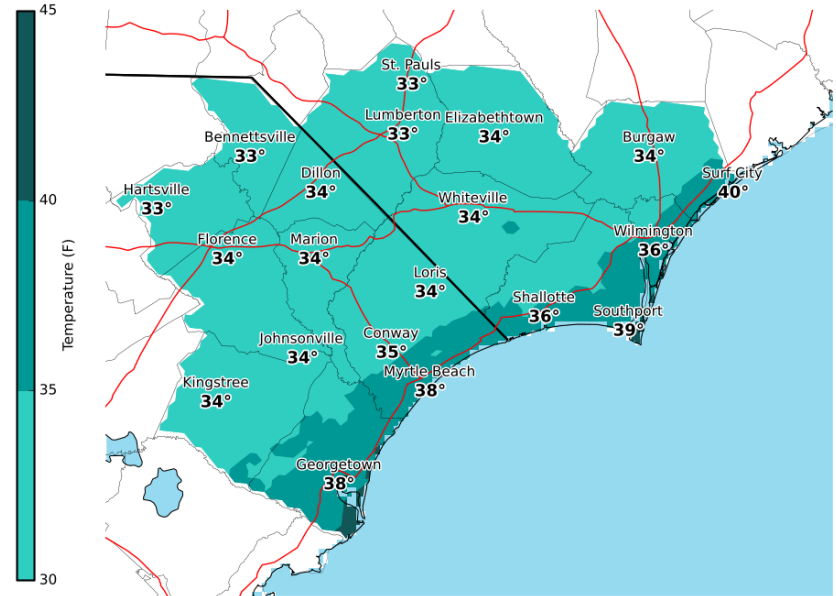 45
40
35
30
Temperature (F)
St. Pauls
33°
Lumberton
33°
Elizabethtown
34°
Bennettsville
33°
Burgaw
34°
Dillon
34°
Surf City
40°
Hartsville
33°
Whiteville
34°
Wilmington
36°
Florence
34°
Marion
34°
Loris
34°
Shallotte
36°
Southport
39°
Conway
35°
Johnsonville
34°
Myrtle Beach
38°
Kingstree
34°
Georgetown
38°